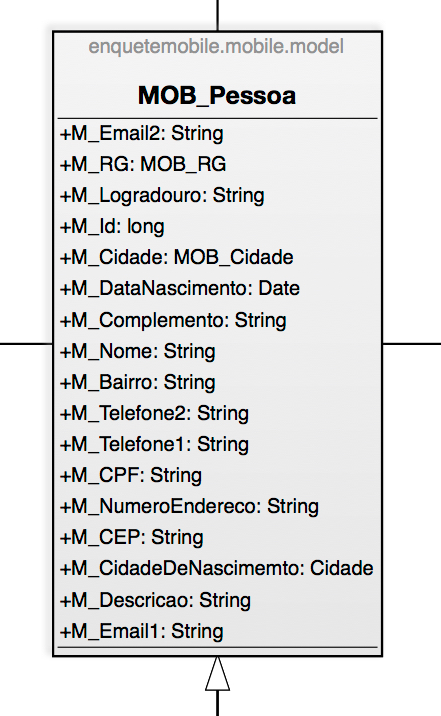 enquetemobile.mobile.model
MOB_Pessoa
+M_Email2: String
+M_RG: MOB_RG
+M_Logradouro: String
+M_Id: long
+M_Cidade: MOB_Cidade
+M_DataNascimento: Date
+M_Complemento: String
+M_Nome: String
+M_Bairro: String
+M_Telefone2: String
+M_Telefone1: String
+M_CPF: String
+M_NumeroEndereco: String
+M_CEP: String
+M_CidadeDeNascimemto: Cidade
+M_Descricao: String
+M_Email1: String